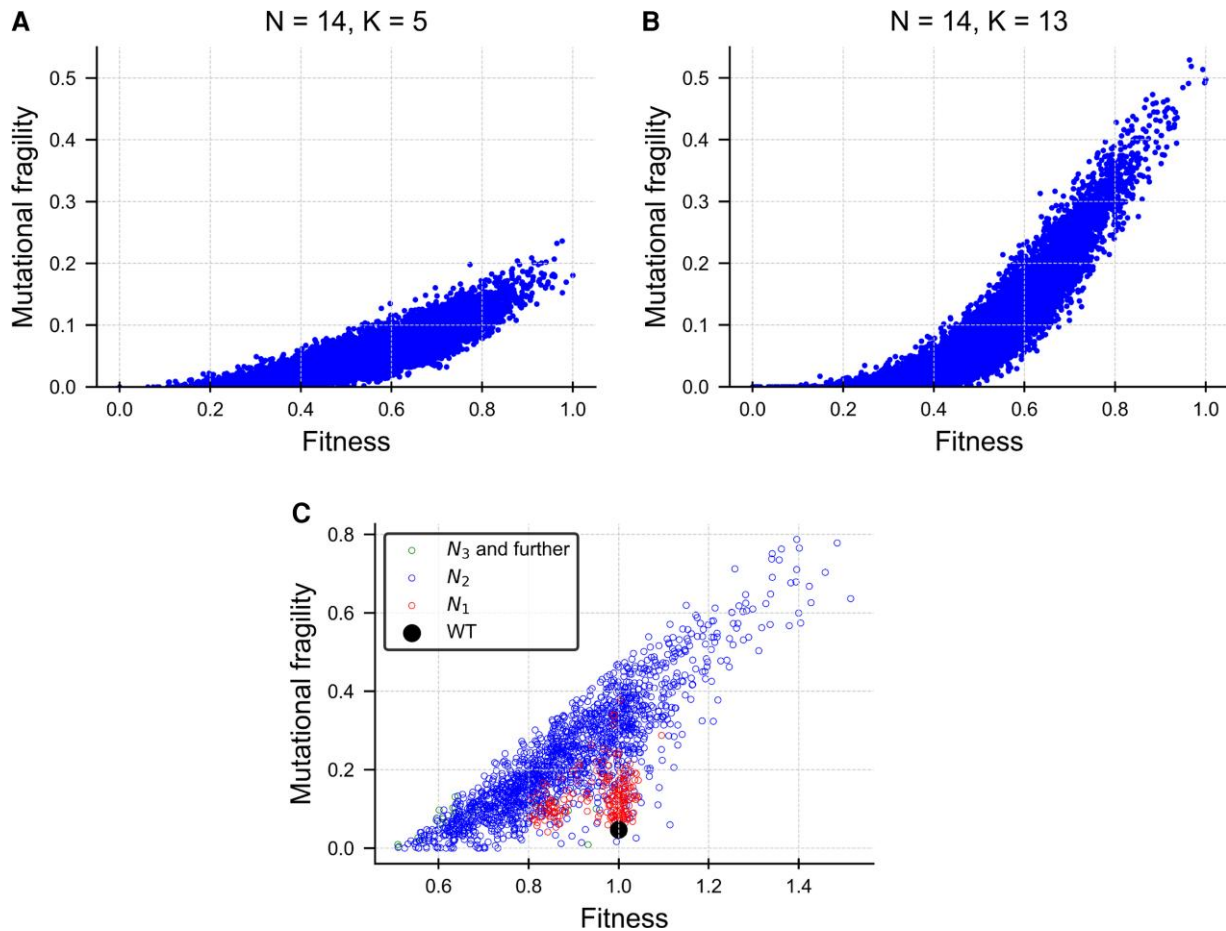 A
N = 14, K = 5
Mutational fragility
0.5
0.4
0.3
0.2
0.1
0.0
0.0 0.2 0.4 0.6 0.8 1.0
Fitness
B
N = 14, K = 13
Mutational fragility
0.5
0.4
0.3
0.2
0.1
0.0
0.0 0.2 0.4 0.6 0.8 1.0
Fitness
C
Mutational fragility
0.8
0.6
0.4
0.2
0.0
N₃ and further
N₂
N₁
WT
0.6 0.8 1.0 1.2 1.4
Fitness